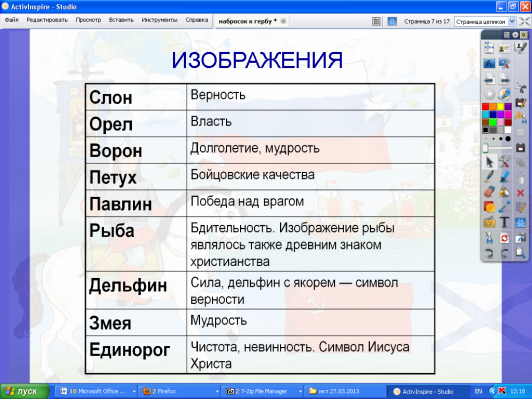 ActivInspire - Studio
Файл Редактировать Просмотр Вставить Инструменты Справка
набросок к гербу *
Страница 7 из 17
Страница целиком
ИЗОБРАЖЕНИЯ
Слон Верность
Орел Власть
Ворон Долголетие, мудрость
Петух Бойцовские качества
Павлин Победа над врагом
Рыба Бдительность. Изображение рыбы
являлось также древним знаком
христианства
Дельфин Сила, дельфин с якорем — символ
верности
Змея Мудрость
Единорог Чистота, невинность. Символ Иисуса
Христа
пуск
10 Microsoft Office ...
2 Firefox
2 7-Zip File Manager
инт 27.03.2013
ActivInspire - Studio
EN
12:18